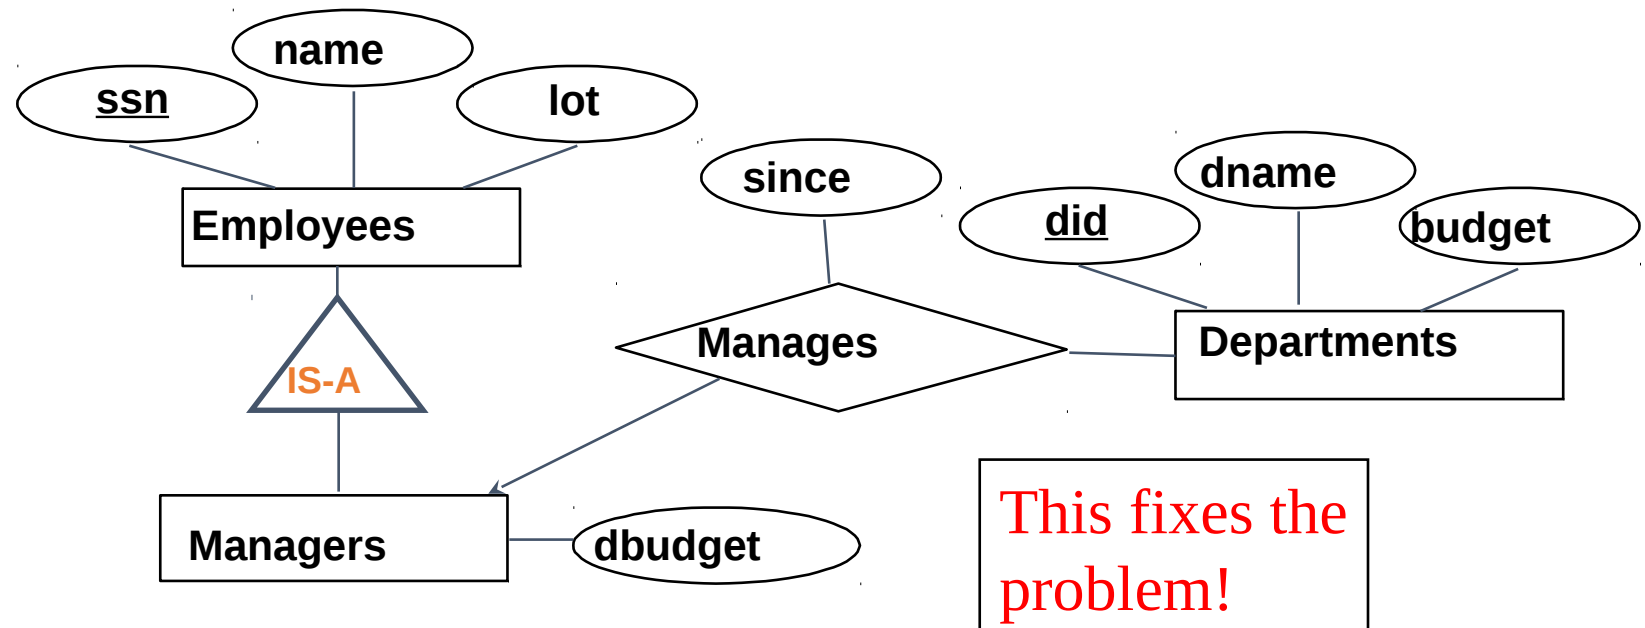 name
ssn
lot
Employees
since
dname
did
budget
Manages
Departments
IS-A
Managers
dbudget
This fixes the
problem!